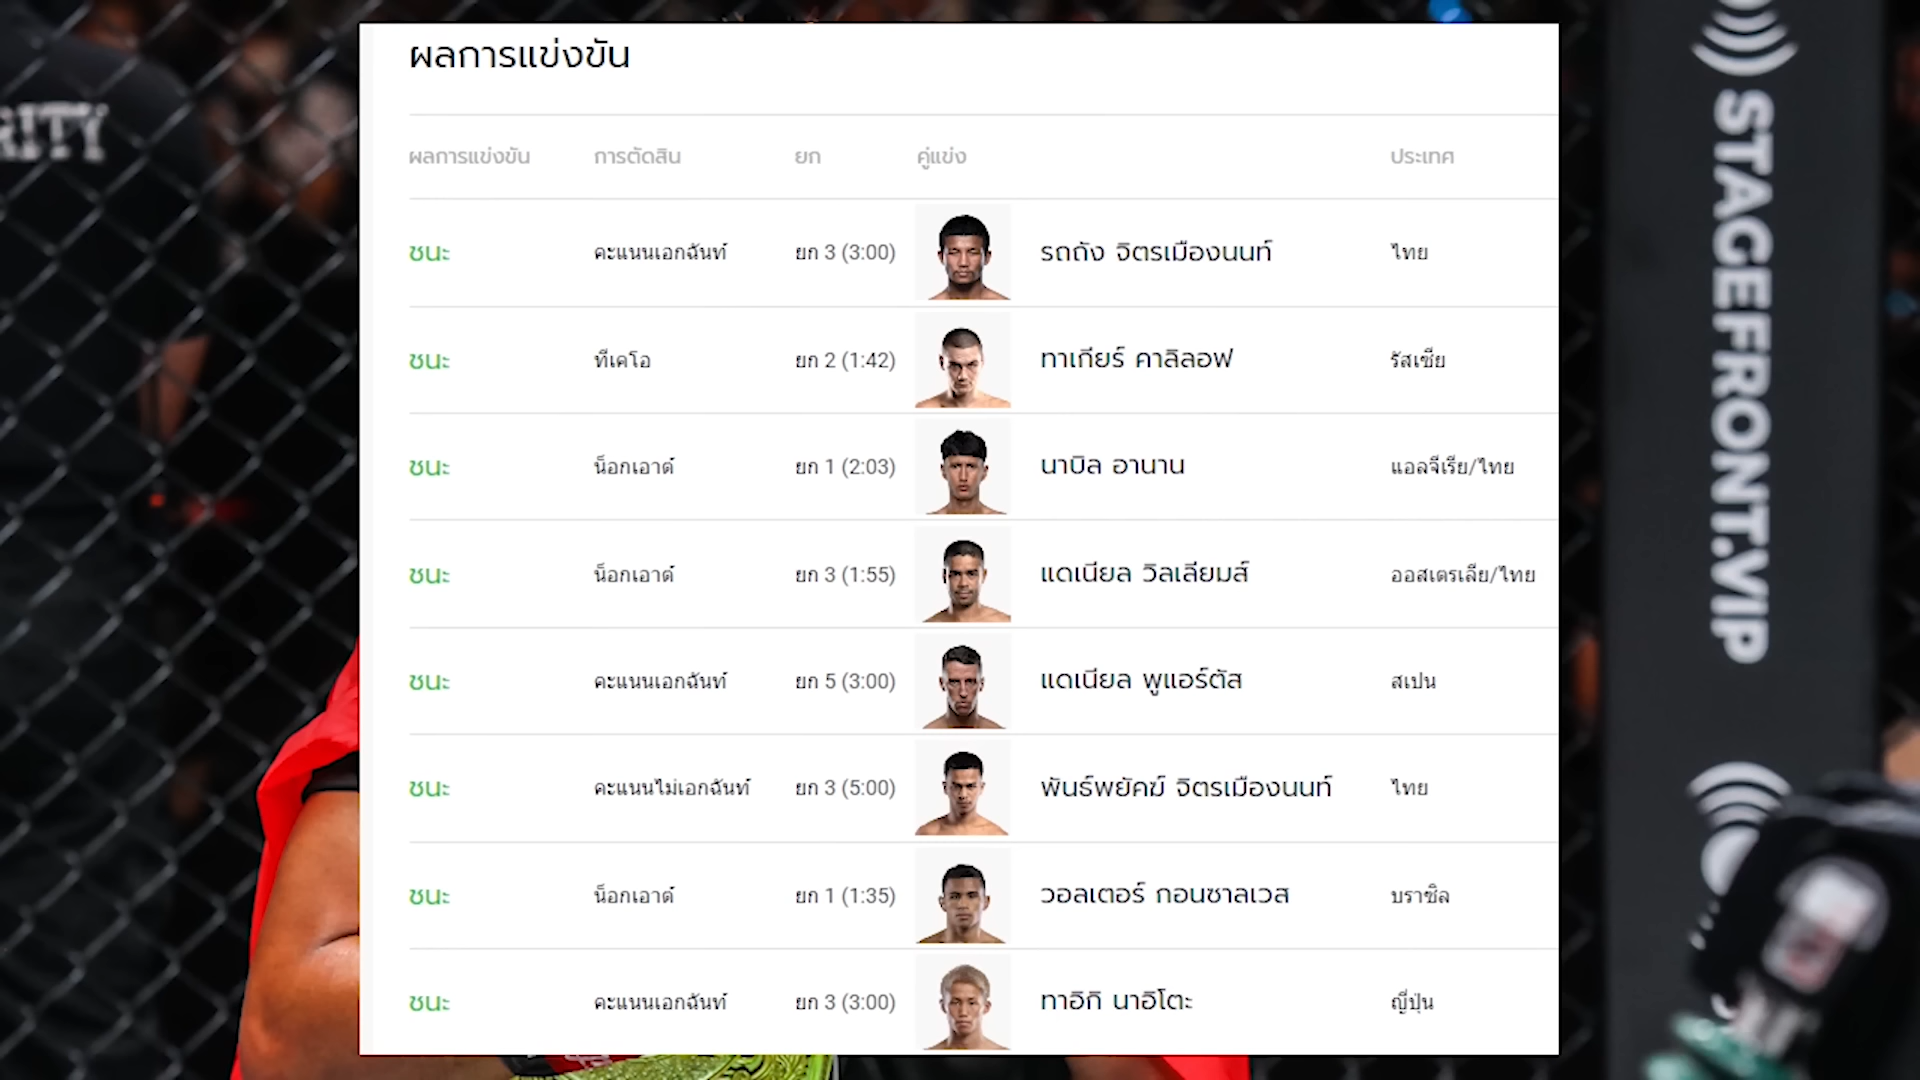 ผลการแข่งขัน
ผลการแข่งขัน การตัดสิน ยก คู่แข่ง ประเทศ
ชนะ คะแนนเอกฉันท์ ยก 3 (3:00) รถถัง จิตรเมืองนนท์ ไทย
ชนะ ทีเคโอ ยก 2 (1:42) ทาเกียร์ คาลิลอฟ รัสเซีย
ชนะ น็อกเอาต์ ยก 1 (2:03) นาบิล อานาน แอลจีเรีย/ไทย
ชนะ น็อกเอาต์ ยก 3 (1:55) แดเนียล วิลเลียมส์ ออสเตรเลีย/ไทย
ชนะ คะแนนเอกฉันท์ ยก 5 (3:00) แดเนียล พูแอร์ตัส สเปน
ชนะ คะแนนไม่เอกฉันท์ ยก 3 (5:00) พันธ์พยัคฆ์ จิตรเมืองนนท์ ไทย
ชนะ น็อกเอาต์ ยก 1 (1:35) วอลเตอร์ กอนซาลเวส บราซิล
ชนะ คะแนนเอกฉันท์ ยก 3 (3:00) ทาอิกิ นาอิโตะ ญี่ปุ่น
RITY
STAGEFRONT.VIP